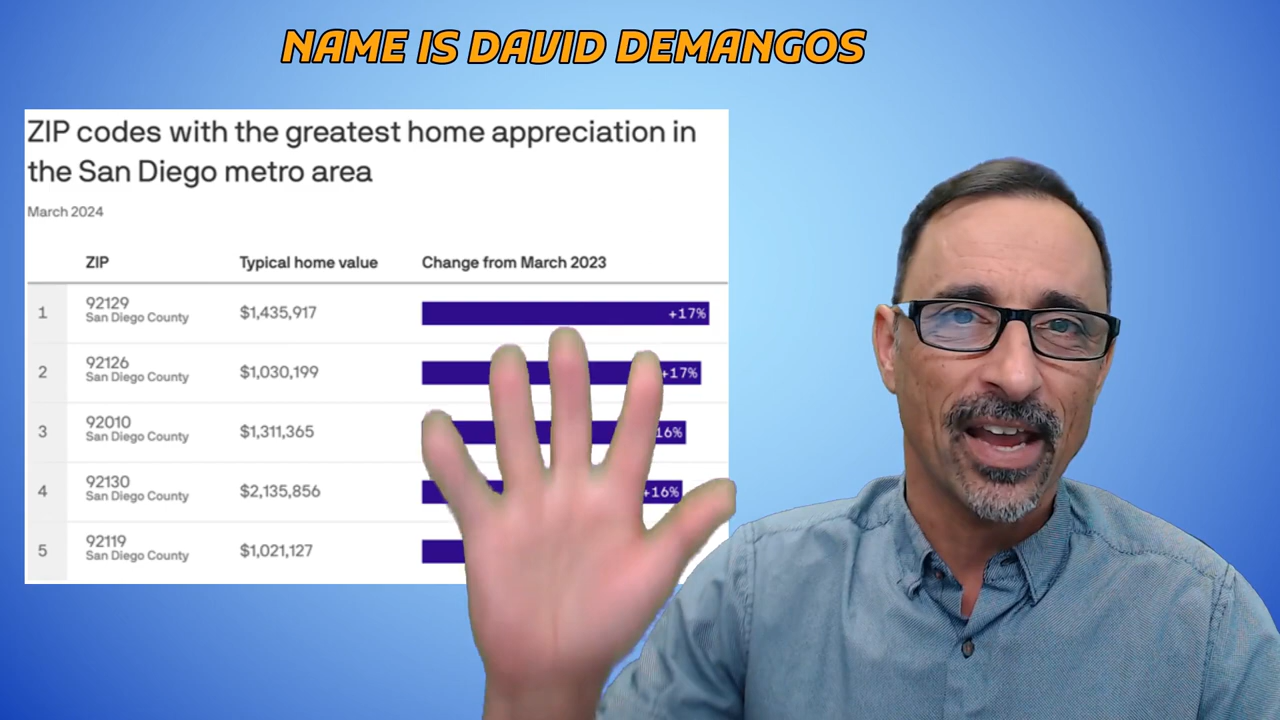 NAME IS DAVID DEMANGOS
ZIP codes with the greatest home appreciation in
the San Diego metro area
March 2024
ZIP Typical home value Change from March 2023
1 92129 $1,435,917 +17%
San Diego County
2 92126 $1,030,199 +17%
San Diego County
3 92010 $1,311,365 16%
San Diego County
4 92130 $2,135,856 +16%
San Diego County
5 92119 $1,021,127
San Diego County